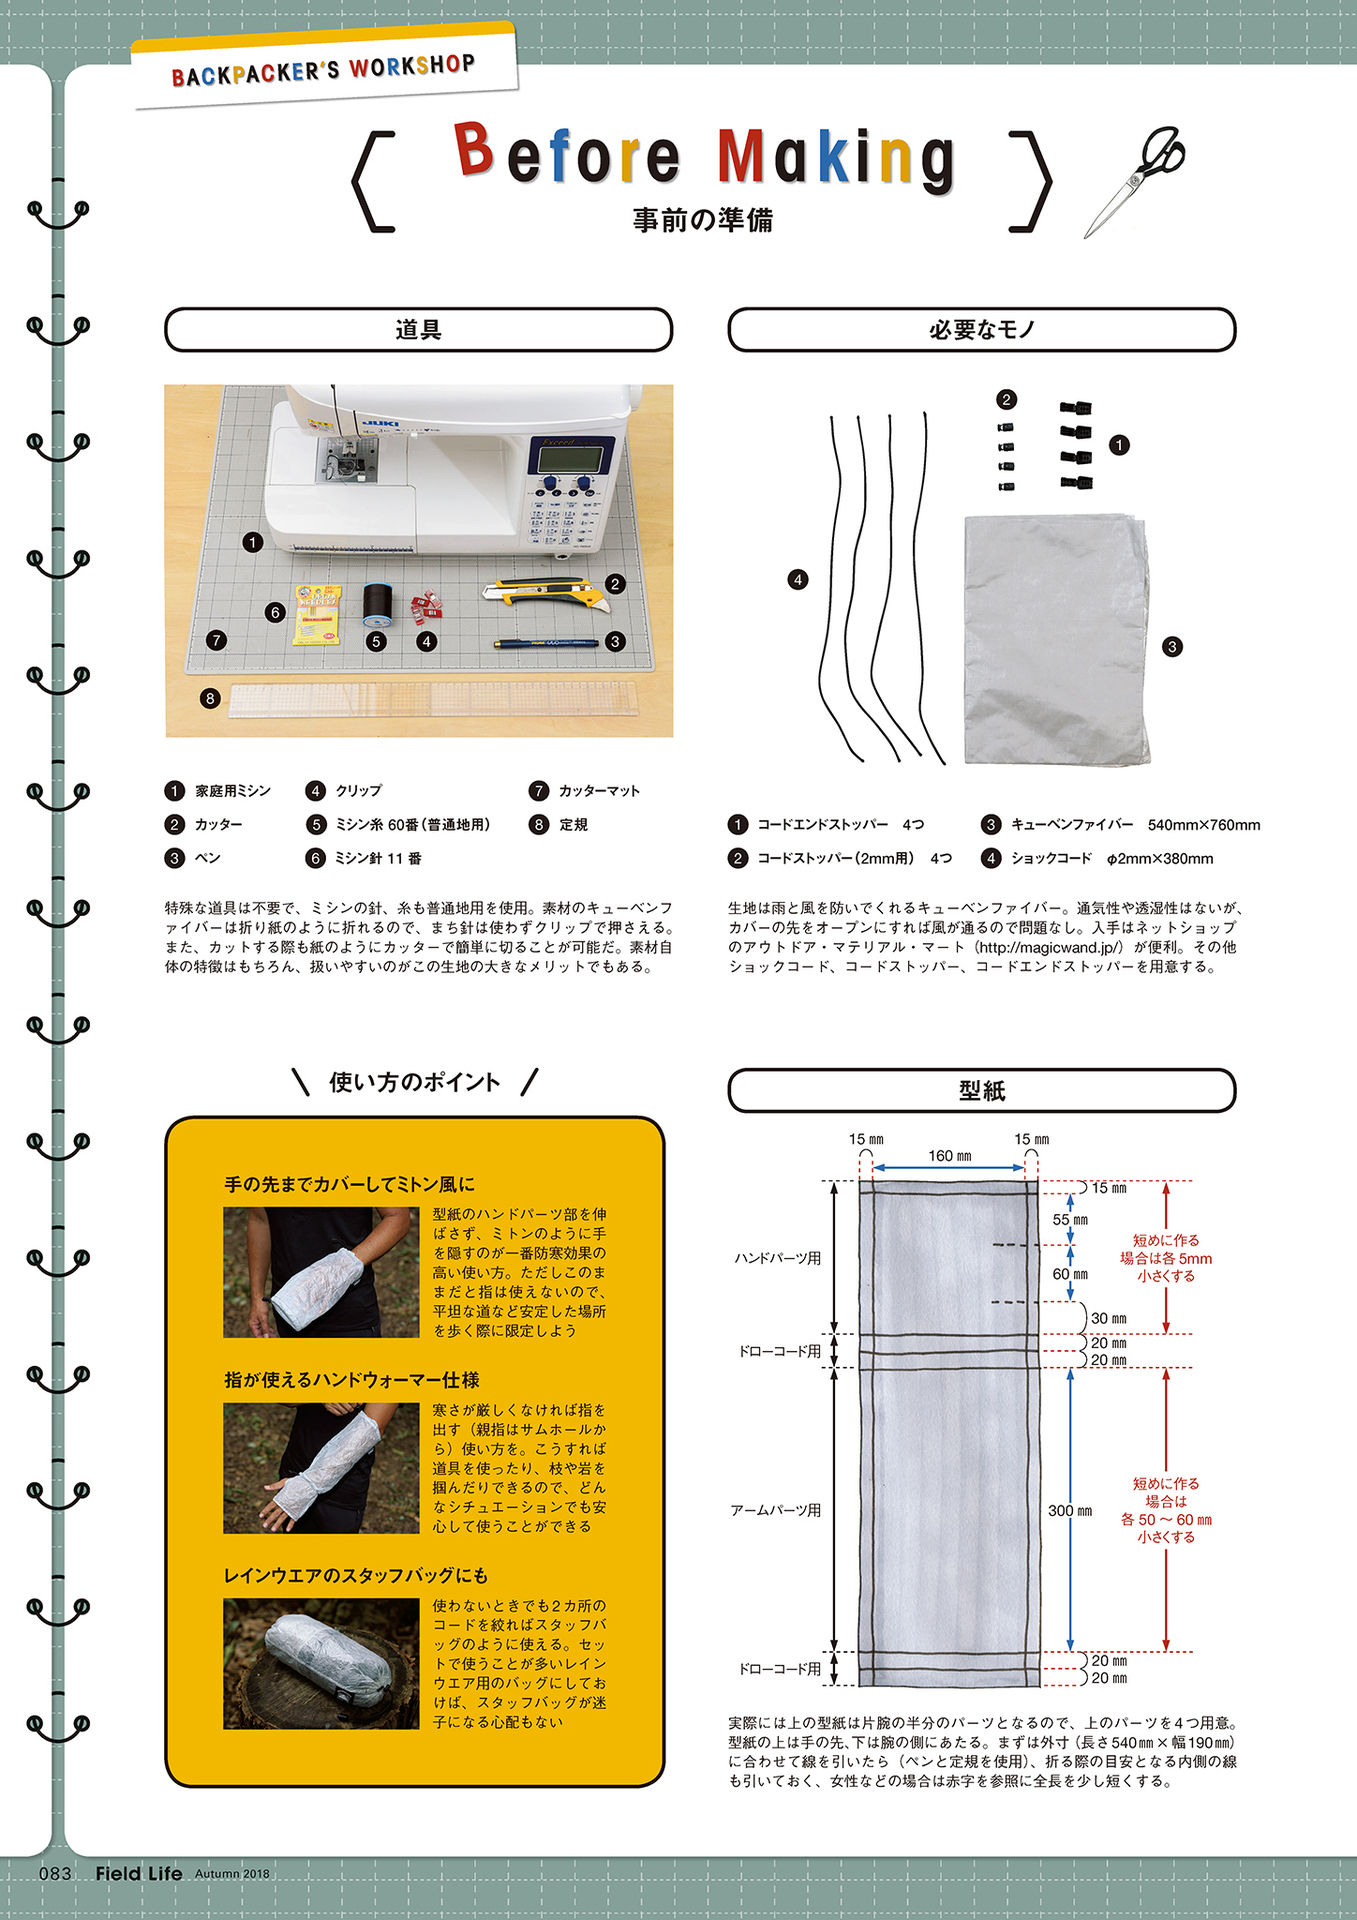 BACKPACKER'S WORKSHOP
Before Making
事前の準備
道具
JUKI
Exceed
1
2
3
4
5
6
7
8
1 家庭用ミシン
2 カッター
3 ペン
4 クリップ
5 ミシン糸 60番(普通地用)
6 ミシン針 11 番
7 カッターマット
8 定規
特殊な道具は不要で、ミシンの針、糸も普通地用を使用。素材のキューベンフ
ァイバーは折り紙のように折れるので、まち針は使わずクリップで押さえる。
また、カットする際も紙のようにカッターで簡単に切ることが可能だ。素材自
体の特徴はもちろん、扱いやすいのがこの生地の大きなメリットでもある。
必要なモノ
2
1
4
3
1 コードエンドストッパー 4つ
2 コードストッパー(2mm用) 4つ
3 キューベンファイバー 540mm×760mm
4 ショックコード φ2mm×380mm
生地は雨と風を防いでくれるキューベンファイバー。通気性や透湿性はないが、
カバーの先をオープンにすれば風が通るので問題なし。入手はネットショップ
のアウトドア・マテリアル・マート(http://magicwand.jp/)が便利。その他
ショックコード、コードストッパー、コードエンドストッパーを用意する。
使い方のポイント
手の先までカバーしてミトン風に
型紙のハンドパーツ部を伸
ばさず、ミトンのように手
を隠すのが一番防寒効果の
高い使い方。ただしこのま
まだと指は使えないので、
平坦な道など安定した場所
を歩く際に限定しよう
指が使えるハンドウォーマー仕様
寒さが厳しくなければ指を
出す(親指はサムホールか
ら)使い方を。こうすれば
道具を使ったり、枝や岩を
掴んだりできるので、どん
なシチュエーションでも安
心して使うことができる
レインウエアのスタッフバッグにも
使わないときでも2カ所の
コードを絞ればスタッフバ
ッグのように使える。セッ
トで使うことが多いレイン
ウエア用のバッグにしてお
けば、スタッフバッグが迷
子になる心配もない
型紙
15㎜
160㎜
15㎜
15㎜
55㎜
60㎜
30㎜
20㎜
20㎜
300㎜
20㎜
20㎜
ハンドパーツ用
ドローコード用
アームパーツ用
ドローコード用
短めに作る
場合は各 5mm
小さくする
短めに作る
場合は
各 50 〜 60 ㎜
小さくする
実際には上の型紙は片腕の半分のパーツとなるので、上のパーツを4つ用意。
型紙の上は手の先、下は腕の側にあたる。まずは外寸(長さ540㎜×幅190㎜)
に合わせて線を引いたら(ペンと定規を使用)、折る際の目安となる内側の線
も引いておく、女性などの場合は赤字を参照に全長を少し短くする。
083 Field Life Autumn 2018